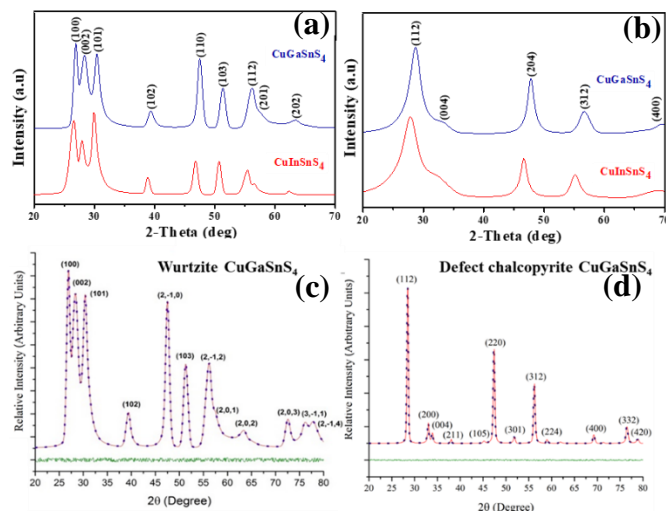 (a)
Intensity (a.u)
(100)
(002)
(101)
(102)
(110)
(103)
(112)
(201)
(202)
CuGaSnS4
CuInSnS4
20 30 40 50 60 70
2-Theta (deg)
(b)
Intensity (a.u)
(112)
(004)
(204)
(312)
(400)
CuGaSnS4
CuInSnS4
20 30 40 50 60 70
2-Theta (deg)
Wurtzite CuGaSnS4
(c)
Relative Intensity (Arbitrary Units)
(100)
(002)
(101)
(102)
(2,-1,0)
(103)
(2,-1,2)
(2,0,1)
(2,0,2)
(2,0,3)
(3,-1,1)
(2,-1,4)
20 25 30 35 40 45 50 55 60 65 70 75 80
2θ (Degree)
Defect chalcopyrite CuGaSnS4
(d)
Relative Intensity (Arbitrary Units)
(112)
(200)
(004)
(211)
(105)
(220)
(301)
(312)
(224)
(400)
(332)
(420)
20 25 30 35 40 45 50 55 60 65 70 75 80
2θ (Degree)